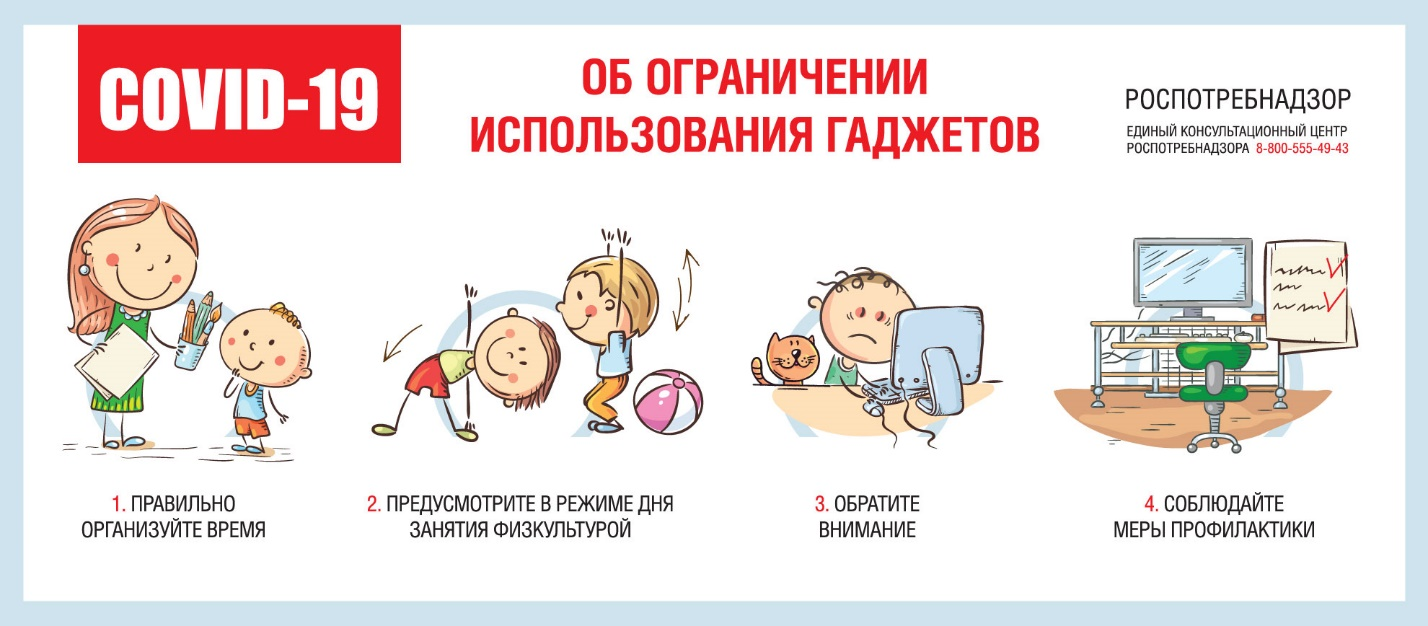 COVID-19
ОБ ОГРАНИЧЕНИИ
ИСПОЛЬЗОВАНИЯ ГАДЖЕТОВ
РОСПОТРЕБНАДЗОР
ЕДИНЫЙ КОНСУЛЬТАЦИОННЫЙ ЦЕНТР
РОСПОТРЕБНАДЗОРА 8-800-555-49-43
1. ПРАВИЛЬНО
ОРГАНИЗУЙТЕ ВРЕМЯ
2. ПРЕДУСМОТРИТЕ В РЕЖИМЕ ДНЯ
ЗАНЯТИЯ ФИЗКУЛЬТУРОЙ
3. ОБРАТИТЕ
ВНИМАНИЕ
4. СОБЛЮДАЙТЕ
МЕРЫ ПРОФИЛАКТИКИ